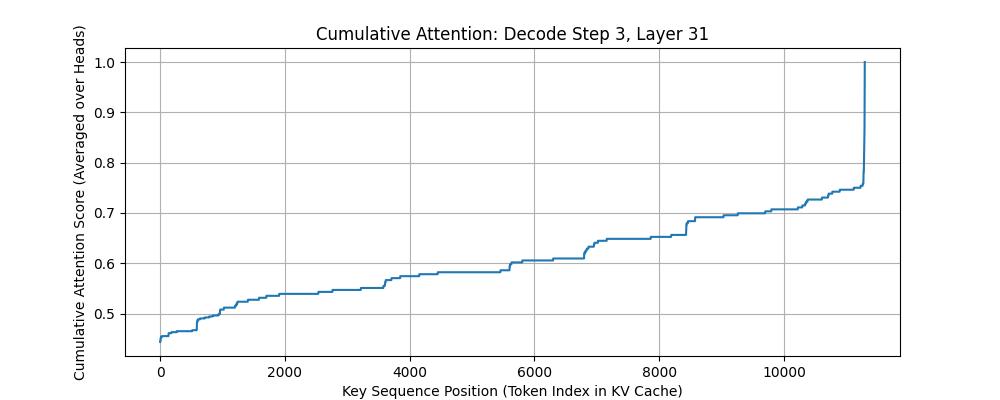 Cumulative Attention: Decode Step 3, Layer 31
Cumulative Attention Score (Averaged over Heads)
1.0
0.9
0.8
0.7
0.6
0.5
0 2000 4000 6000 8000 10000
Key Sequence Position (Token Index in KV Cache)